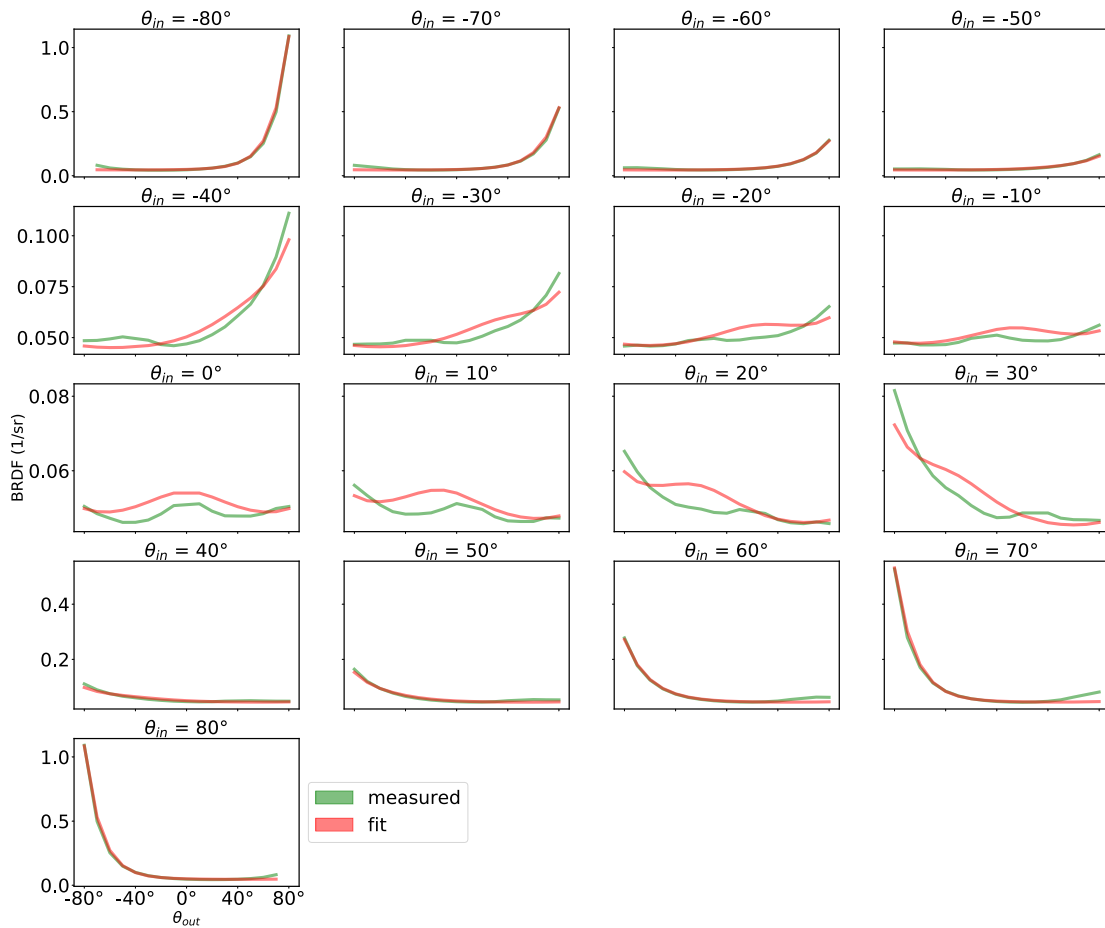 θin = -80° θin = -70° θin = -60° θin = -50°
1.0
0.5
0.0
θin = -40° θin = -30° θin = -20° θin = -10°
0.100
0.075
0.050
BRDF (1/sr)
θin = 0° θin = 10° θin = 20° θin = 30°
0.08
0.06
θin = 40° θin = 50° θin = 60° θin = 70°
0.4
0.2
θin = 80°
1.0
0.5
0.0
-80° -40° 0° 40° 80°
θout
measured
fit